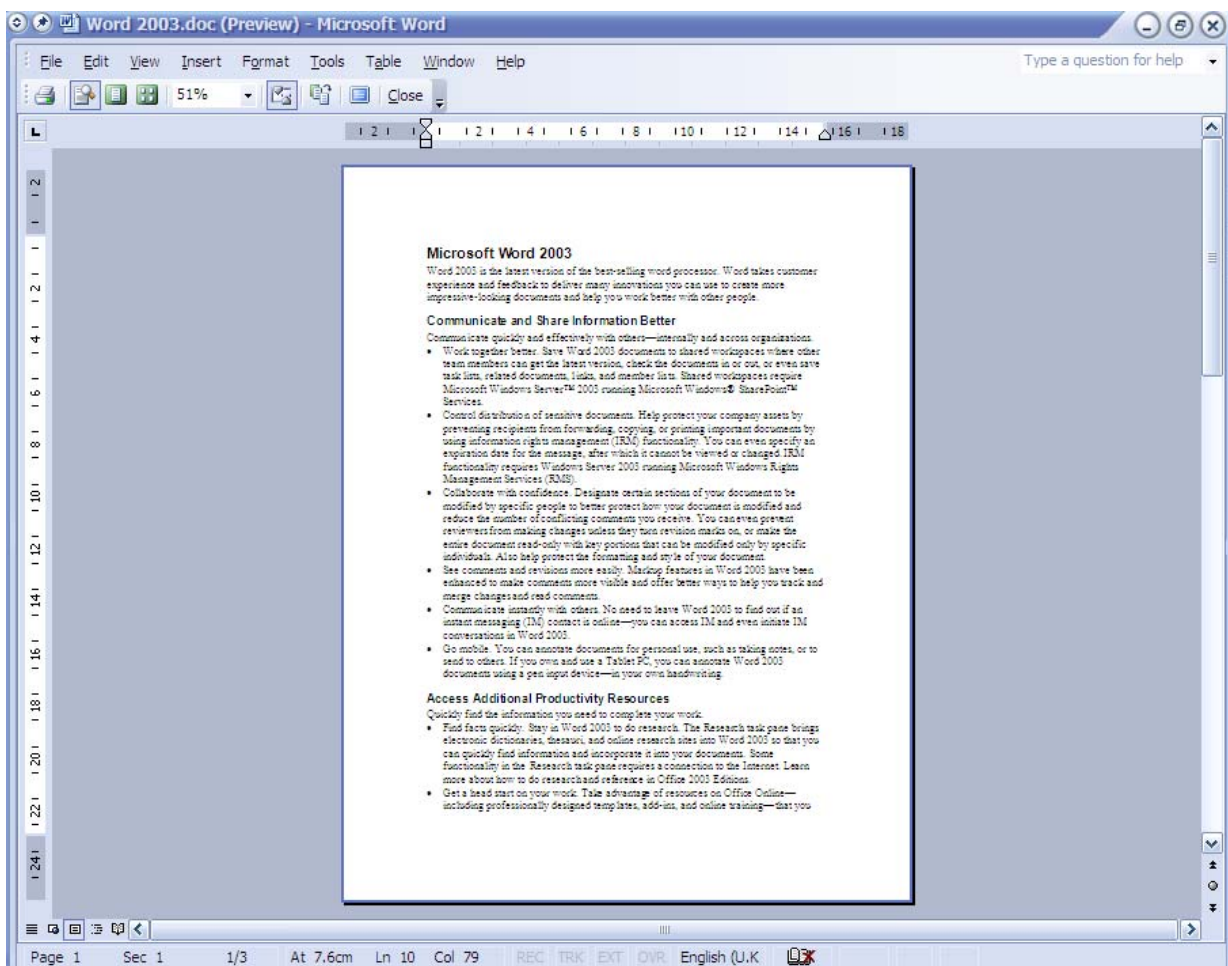 Word 2003.doc (Preview) - Microsoft Word
File Edit View Insert Format Tools Table Window Help
Type a question for help
51% Close
L
2 2 4 6 8 10 12 14 16 18
2
2
4
6
8
10
12
14
16
18
20
22
24
Microsoft Word 2003
Word 2003 is the latest version of the best-selling word processor. Word takes customer
experience and feedback to deliver many innovations you can use to create more
impressive-looking documents and help you work better with other people.
Communicate and Share Information Better
Communicate quickly and effectively with others—internally and across organizations.
• Work together better. Save Word 2003 documents to shared workspaces where other
team members can get the latest version, check the documents in or out, or even save
task lists, related documents, links, and member lists. Shared workspaces require
Microsoft Windows Server™ 2003 running Microsoft Windows® SharePoint™
Services.
• Control distribution of sensitive documents. Help protect your company assets by
preventing recipients from forwarding, copying, or printing important documents by
using information rights management (IRM) functionality. You can even specify an
expiration date for the message, after which it cannot be viewed or changed.IRM
functionality requires Windows Server 2003 running Microsoft Windows Rights
Management Services (RMS).
• Collaborate with confidence. Designate certain sections of your document to be
modified by specific people to better protect how your document is modified and
reduce the number of conflicting comments you receive. You can even prevent
reviewers from making changes unless they turn revision marks on, or make the
entire document read-only with key portions that can be modified only by specific
individuals. Also help protect the formatting and style of your document.
• See comments and revisions more easily. Markup features in Word 2003 have been
enhanced to make comments more visible and offer better ways to help you track and
merge changes and read comments.
• Communicate instantly with others. No need to leave Word 2003 to find out if an
instant messaging (IM) contact is online—you can access IM and even initiate IM
conversations in Word 2003.
• Go mobile. You can annotate documents for personal use, such as taking notes, or to
send to others. If you own and use a Tablet PC, you can annotate Word 2003
documents using a pen input device—in your own handwriting.
Access Additional Productivity Resources
Quickly find the information you need to complete your work.
• Find facts quickly. Stay in Word 2003 to do research. The Research task pane brings
electronic dictionaries, thesauri, and online research sites into Word 2003 so that you
can quickly find information and incorporate it into your documents. Some
functionality in the Research task pane requires a connection to the Internet. Learn
more about how to do research and reference in Office 2003 Editions.
• Get a head start on your work. Take advantage of resources on Office Online—
including professionally designed templates, add-ins, and online training—that you
Page 1 Sec 1 1/3 At 7.6cm Ln 10 Col 79 REC TRK EXT OVR English (U.K